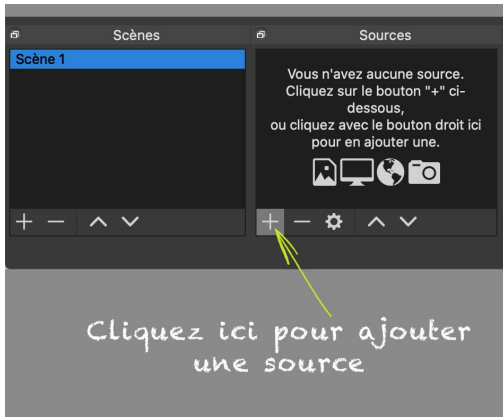 Scènes
Sources
Scène 1
Vous n'avez aucune source.
Cliquez sur le bouton "+" ci-
dessous,
ou cliquez avec le bouton droit ici
pour en ajouter une.
Cliquez ici pour ajouter
une source